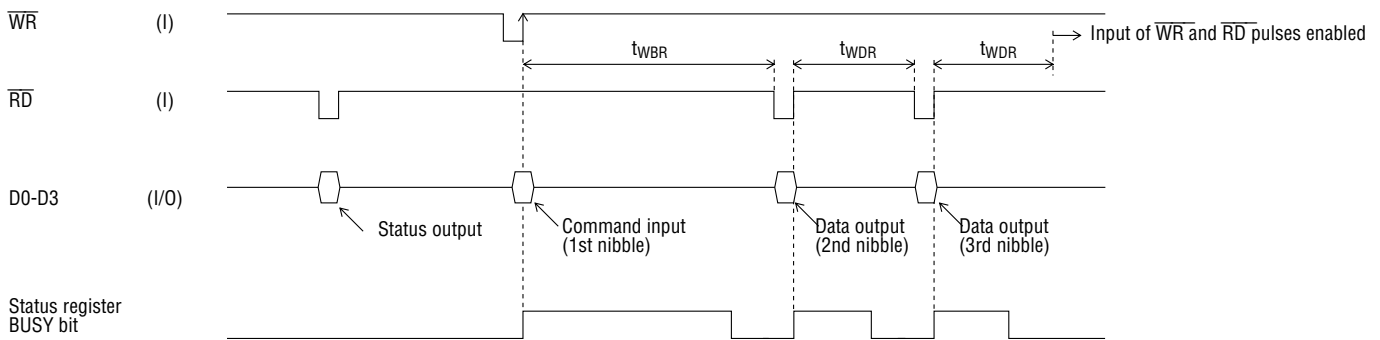 WR (I)
Input of WR and RD pulses enabled
tWBR tWDR tWDR
RD (I)
D0-D3 (I/O)
Status output
Command input
(1st nibble)
Data output
(2nd nibble)
Data output
(3rd nibble)
Status register
BUSY bit